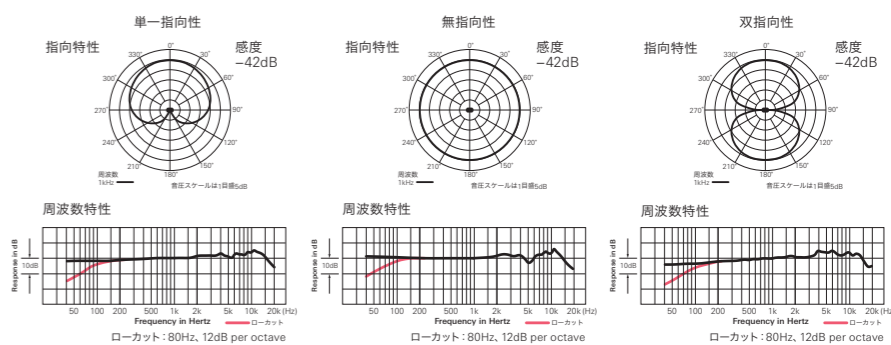 単一指向性
指向特性
感度
−42dB
0˚
30˚
60˚
90˚
120˚
150˚
180˚
210˚
240˚
270˚
300˚
330˚
周波数
1kHz
音圧スケールは1目盛5dB
周波数特性
Response in dB
10dB
50 100 200 500 1k 2k 5k 10k 20k (Hz)
Frequency in Hertz
ローカット
ローカット：80Hz、12dB per octave
無指向性
指向特性
感度
−42dB
0˚
30˚
60˚
90˚
120˚
150˚
180˚
210˚
240˚
270˚
300˚
330˚
周波数
1kHz
音圧スケールは1目盛5dB
周波数特性
Response in dB
10dB
50 100 200 500 1k 2k 5k 10k 20k (Hz)
Frequency in Hertz
ローカット
ローカット：80Hz、12dB per octave
双指向性
指向特性
感度
−42dB
0˚
30˚
60˚
90˚
120˚
150˚
180˚
210˚
240˚
270˚
300˚
330˚
周波数
1kHz
音圧スケールは1目盛5dB
周波数特性
Response in dB
10dB
50 100 200 500 1k 2k 5k 10k 20k (Hz)
Frequency in Hertz
ローカット
ローカット：80Hz、12dB per octave